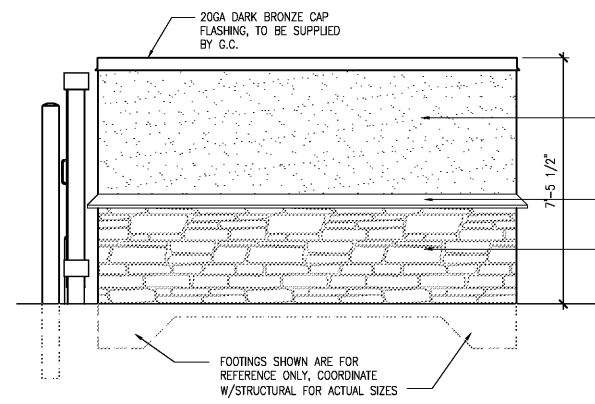 20GA DARK BRONZE CAP
FLASHING, TO BE SUPPLIED
BY G.C.
7'-5 1/2"
FOOTINGS SHOWN ARE FOR
REFERENCE ONLY, COORDINATE
W/STRUCTURAL FOR ACTUAL SIZES